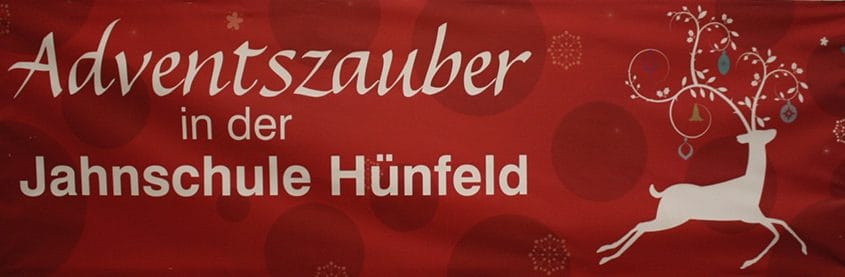 Adventszauber
in der
Jahnschule Hünfeld